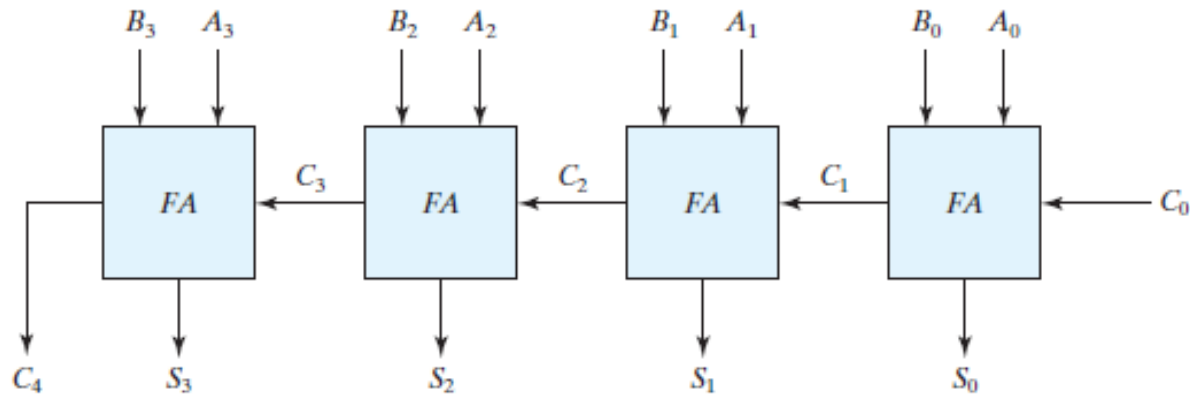 B₃ A₃ B₂ A₂ B₁ A₁ B₀ A₀
C₃ C₂ C₁
FA FA FA FA C₀
C₄ S₃ S₂ S₁ S₀